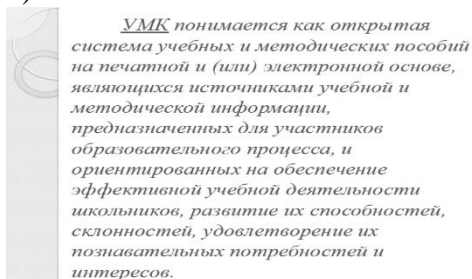 УМК понимается как открытая
система учебных и методических пособий
на печатной и (или) электронной основе,
являющихся источниками учебной и
методической информации,
предназначенных для участников
образовательного процесса, и
ориентированных на обеспечение
эффективной учебной деятельности
школьников, развитие их способностей,
склонностей, удовлетворение их
познавательных потребностей и
интересов.